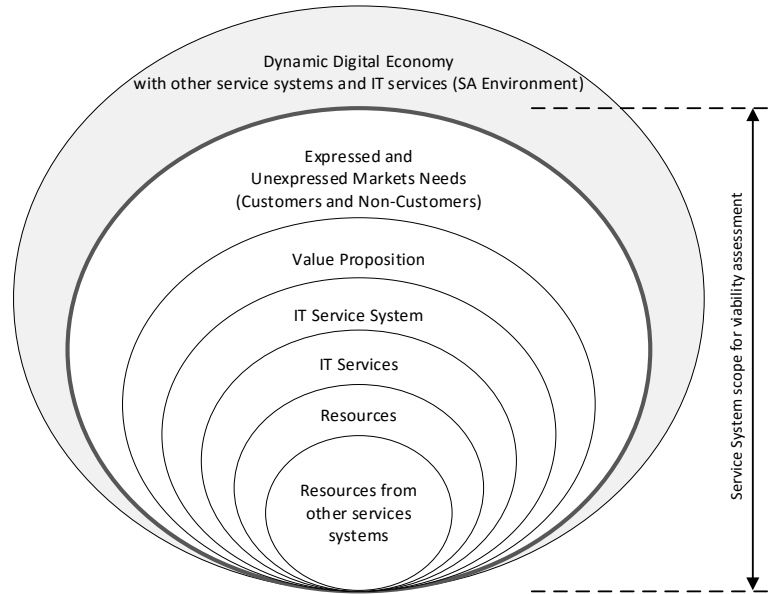 Dynamic Digital Economy
with other service systems and IT services (SA Environment)
Expressed and
Unexpressed Markets Needs
(Customers and Non-Customers)
Value Proposition
IT Service System
IT Services
Resources
Resources from
other services
systems
Service System scope for viability assessment